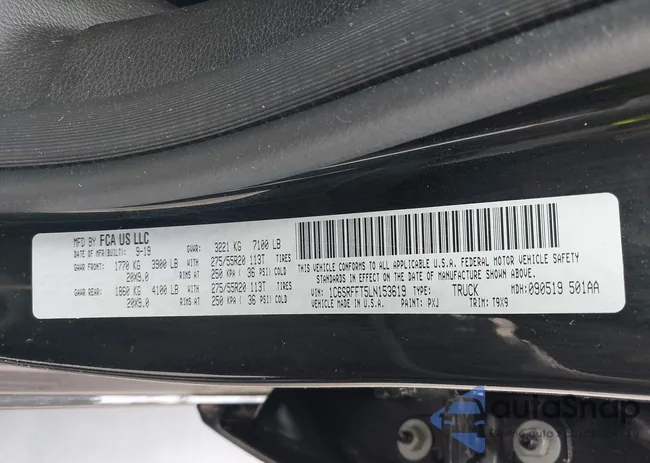 MFD BY FCA US LLC
DATE OF MFR(BUILT): 9-19 GVWR: 3221 KG 7100 LB
GAWR FRONT: 1770 KG 3900 LB WITH 275/55R20 113T TIRES
20X9.0 RIMS AT 250 KPA ( 36 PSI) COLD
GAWR REAR: 1860 KG 4100 LB WITH 275/55R20 113T TIRES
20X9.0 RIMS AT 250 KPA ( 36 PSI) COLD
THIS VEHICLE CONFORMS TO ALL APPLICABLE U.S.A. FEDERAL MOTOR VEHICLE SAFETY
STANDARDS IN EFFECT ON THE DATE OF MANUFACTURE SHOWN ABOVE.
VIN: 1C6SRFFT5LN153619 TYPE: TRUCK MDH: 090519 501AA
VEHICLE MADE IN U.S.A. PAINT: PXJ TRIM: T9X9
autoSnap